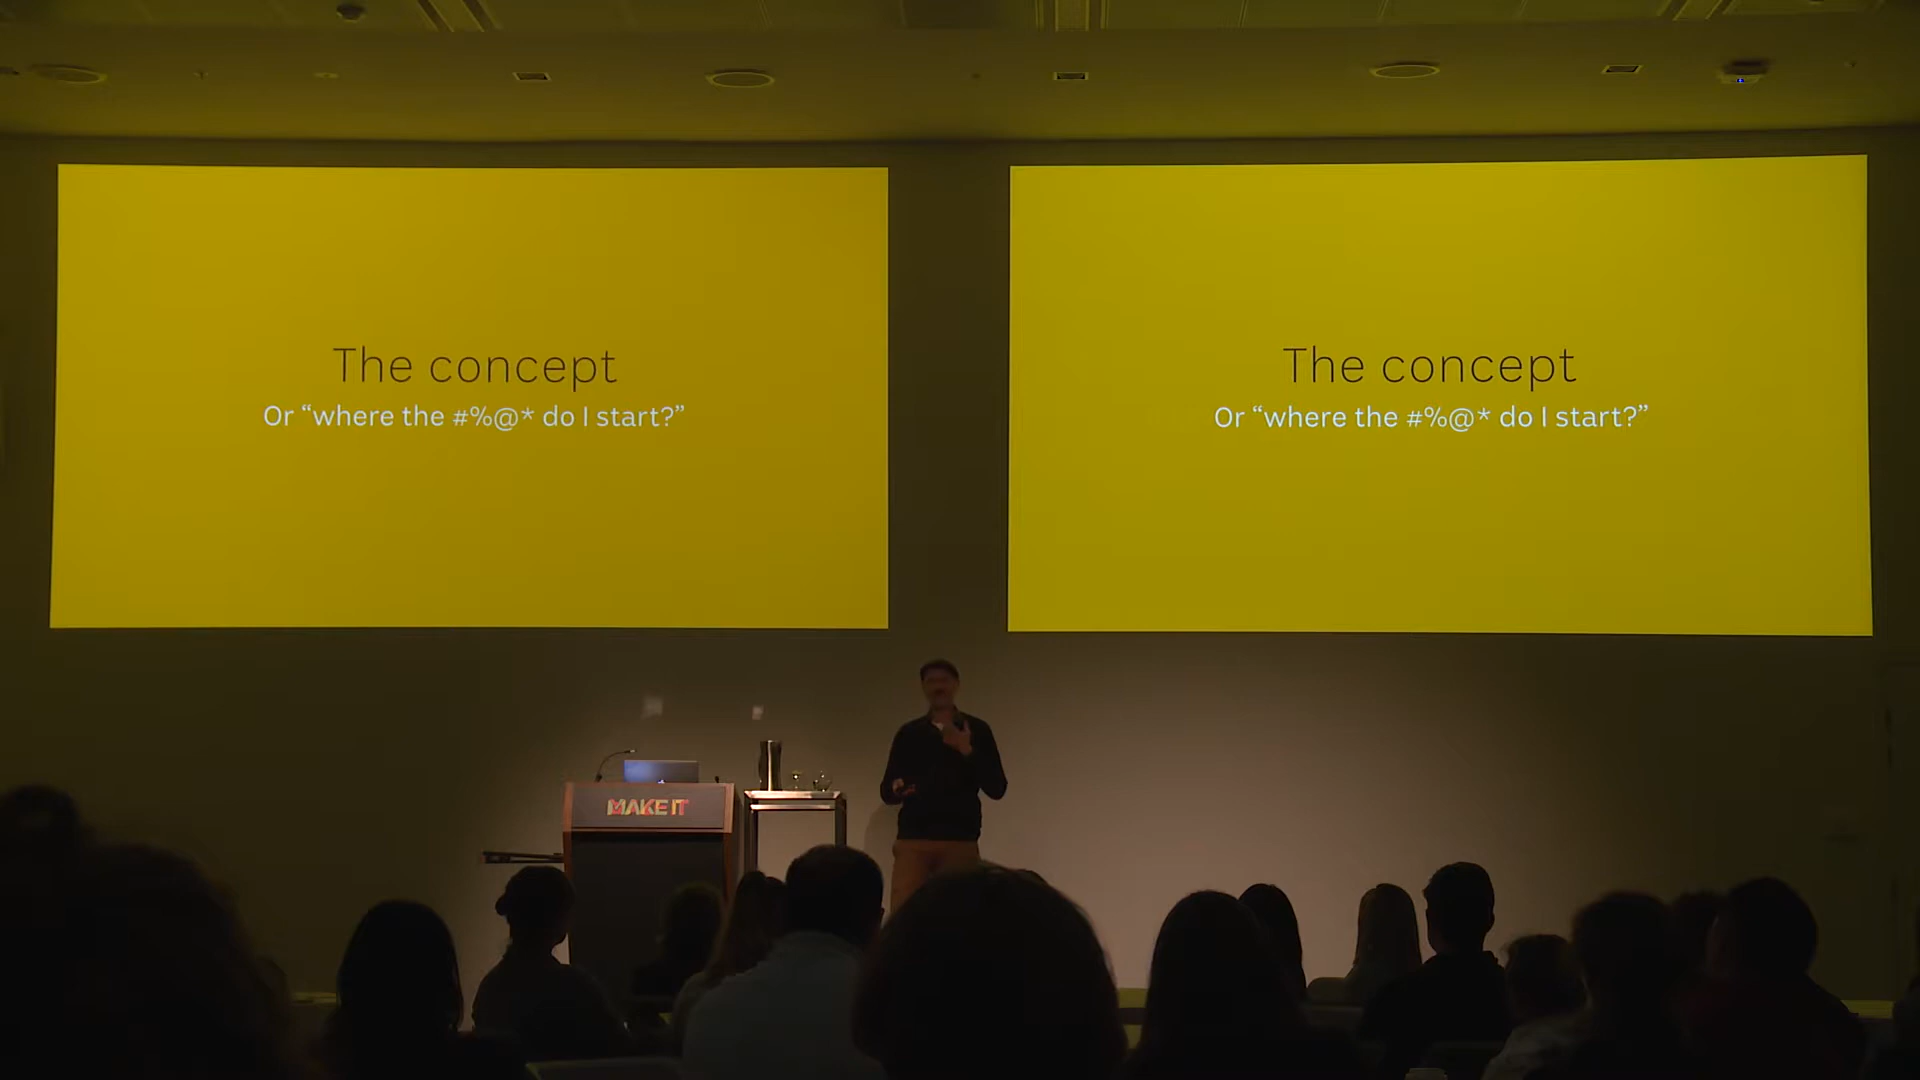 The concept
Or “where the #%@* do I start?”
The concept
Or “where the #%@* do I start?”
MAKE IT